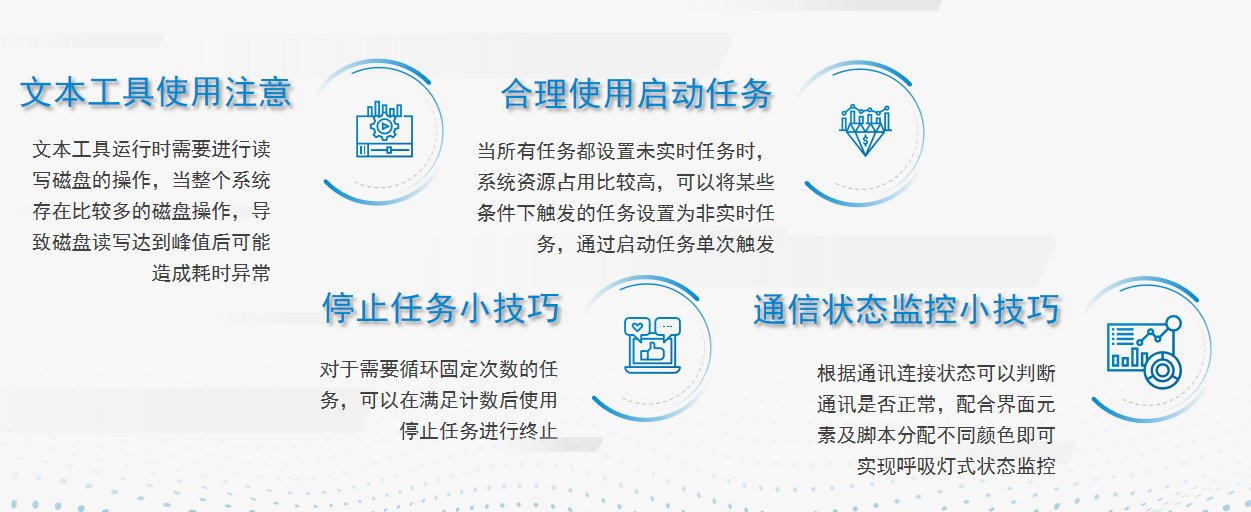 文本工具使用注意
文本工具运行时需要进行读
写磁盘的操作，当整个系统
存在比较多的磁盘操作，导
致磁盘读写达到峰值后可能
造成耗时异常
合理使用启动任务
当所有任务都设置未实时任务时，
系统资源占用比较高，可以将某些
条件下触发的任务设置为非实时任
务，通过启动任务单次触发
停止任务小技巧
对于需要循环固定次数的任
务，可以在满足计数后使用
停止任务进行终止
通信状态监控小技巧
根据通讯连接状态可以判断
通讯是否正常，配合界面元
素及脚本分配不同颜色即可
实现呼吸灯式状态监控